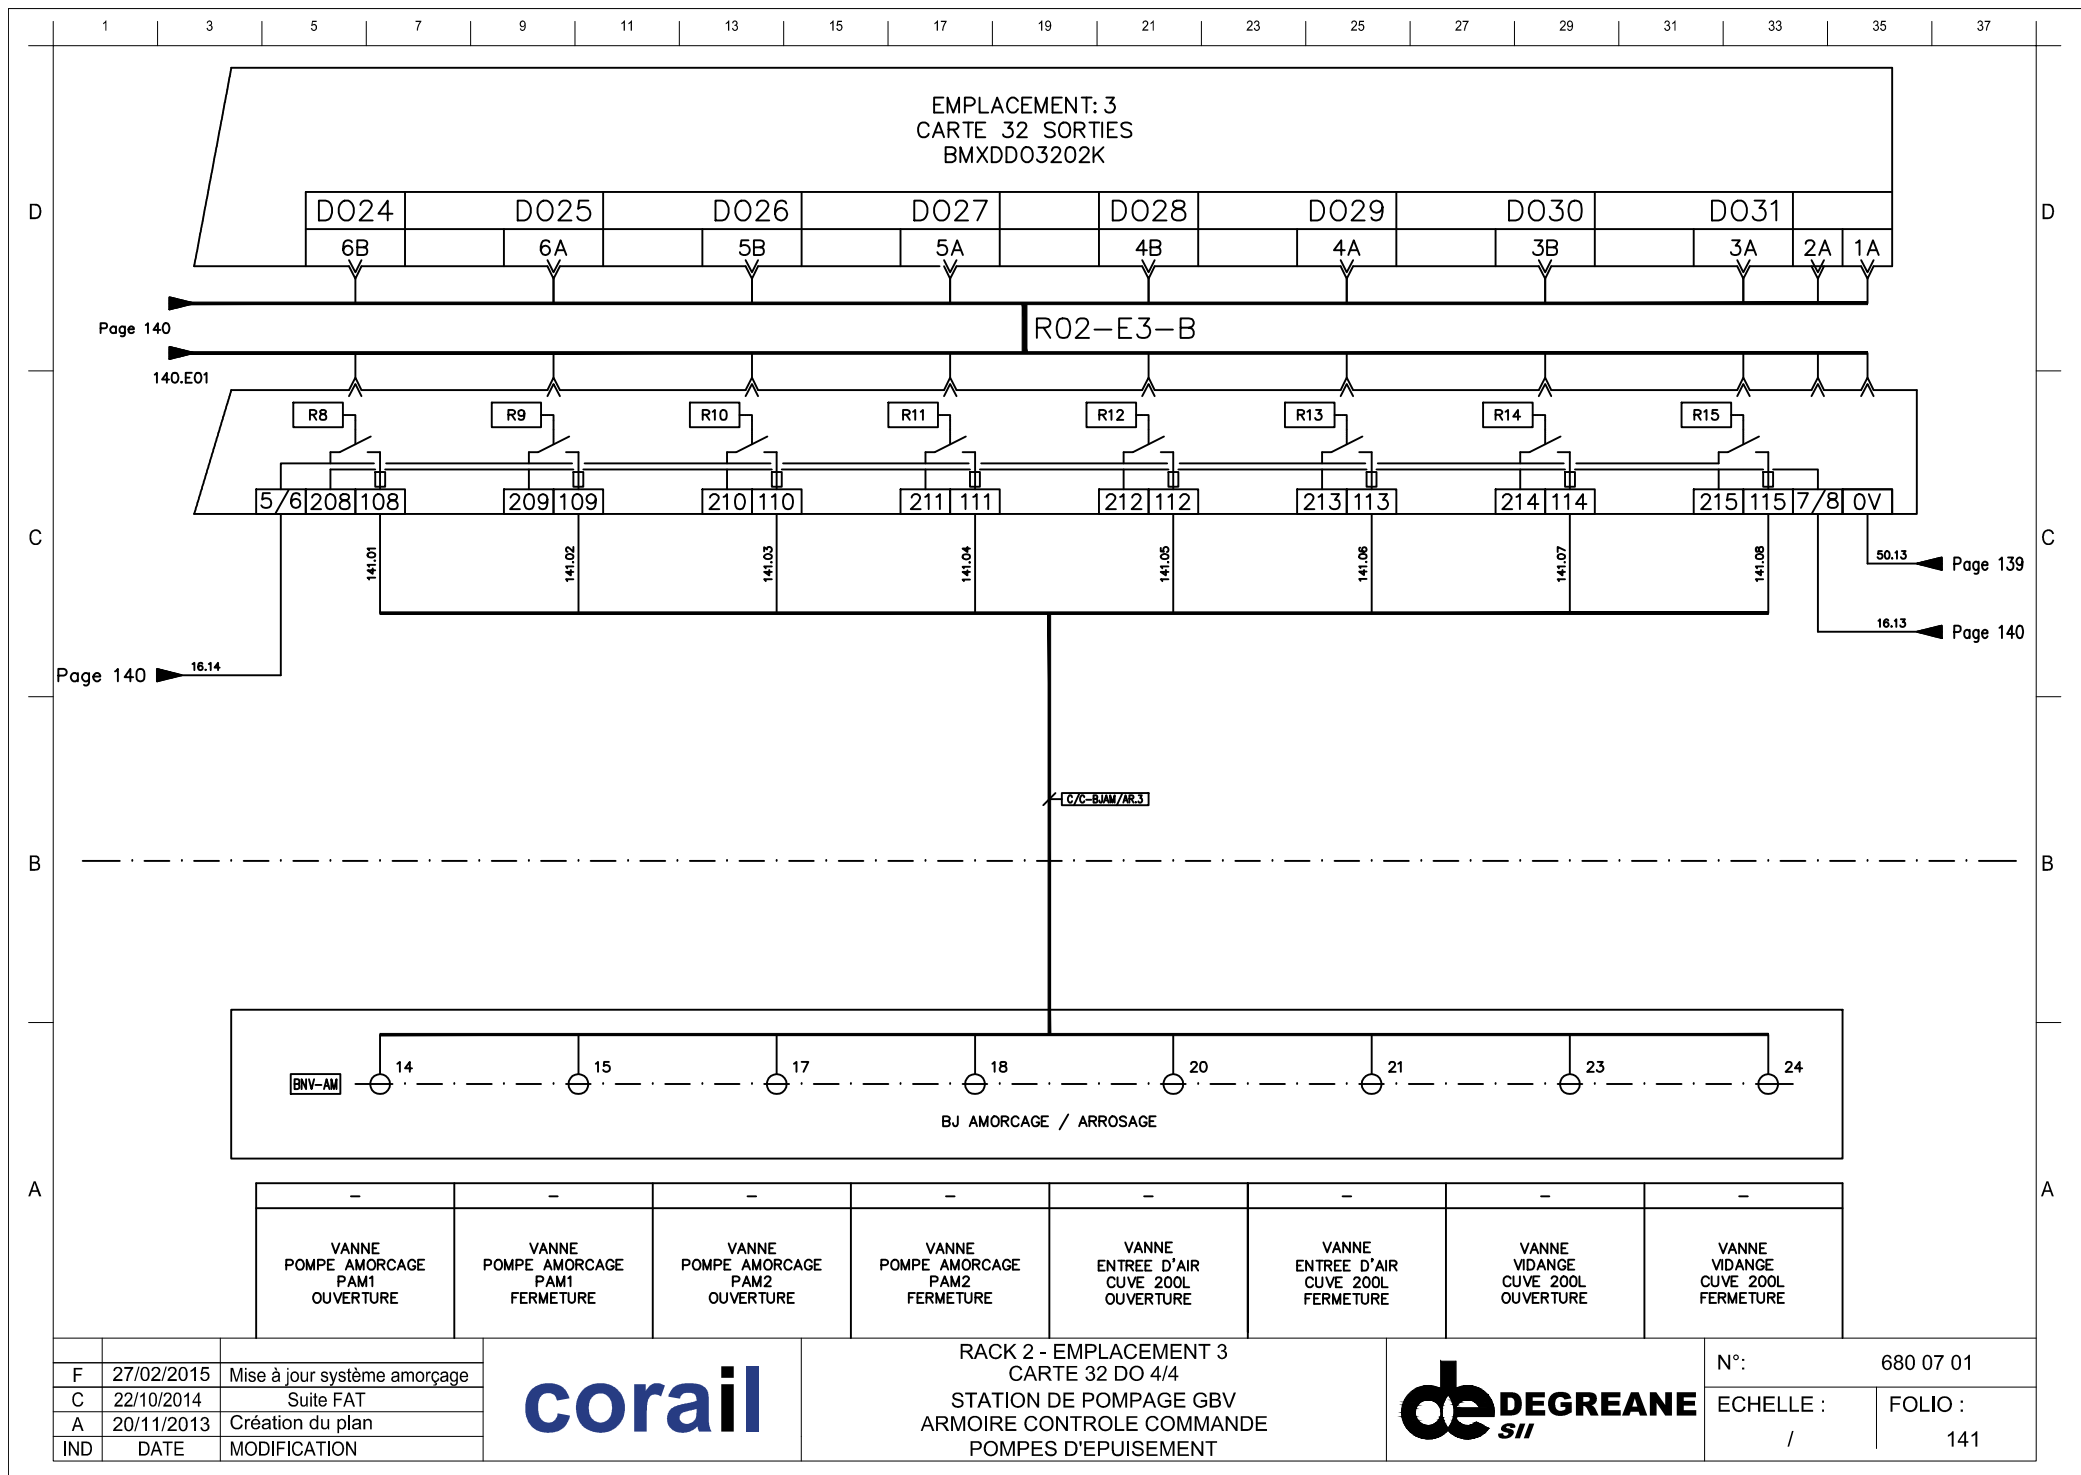 1 3 5 7 9 11 13 15 17 19 21 23 25 27 29 31 33 35 37
EMPLACEMENT: 3
CARTE 32 SORTIES
BMXDDO3202K
D D
DO24 DO25 DO26 DO27 DO28 DO29 DO30 DO31
6B 6A 5B 5A 4B 4A 3B 3A 2A 1A
Page 140
R02-E3-B
140.E01
R8 R9 R10 R11 R12 R13 R14 R15
5/6 208 108 209 109 210 110 211 111 212 112 213 113 214 114 215 115 7/8 0V
C C
141.01 141.02 141.03 141.04 141.05 141.06 141.07 141.08
50.13 Page 139
16.13 Page 140
Page 140 16.14
C/C-BJAM/AR.3
B B
14 15 17 18 20 21 23 24
BNV-AM
BJ AMORCAGE / ARROSAGE
A A
- - - - - - - -
VANNE
POMPE AMORCAGE
PAM1
OUVERTURE
VANNE
POMPE AMORCAGE
PAM1
FERMETURE
VANNE
POMPE AMORCAGE
PAM2
OUVERTURE
VANNE
POMPE AMORCAGE
PAM2
FERMETURE
VANNE
ENTREE D'AIR
CUVE 200L
OUVERTURE
VANNE
ENTREE D'AIR
CUVE 200L
FERMETURE
VANNE
VIDANGE
CUVE 200L
OUVERTURE
VANNE
VIDANGE
CUVE 200L
FERMETURE
F 27/02/2015 Mise à jour système amorçage
C 22/10/2014 Suite FAT
A 20/11/2013 Création du plan
IND DATE MODIFICATION
corail
RACK 2 - EMPLACEMENT 3
CARTE 32 DO 4/4
STATION DE POMPAGE GBV
ARMOIRE CONTROLE COMMANDE
POMPES D'EPUISEMENT
de DEGREANE
SII
N°: 680 07 01
ECHELLE : FOLIO :
/ 141